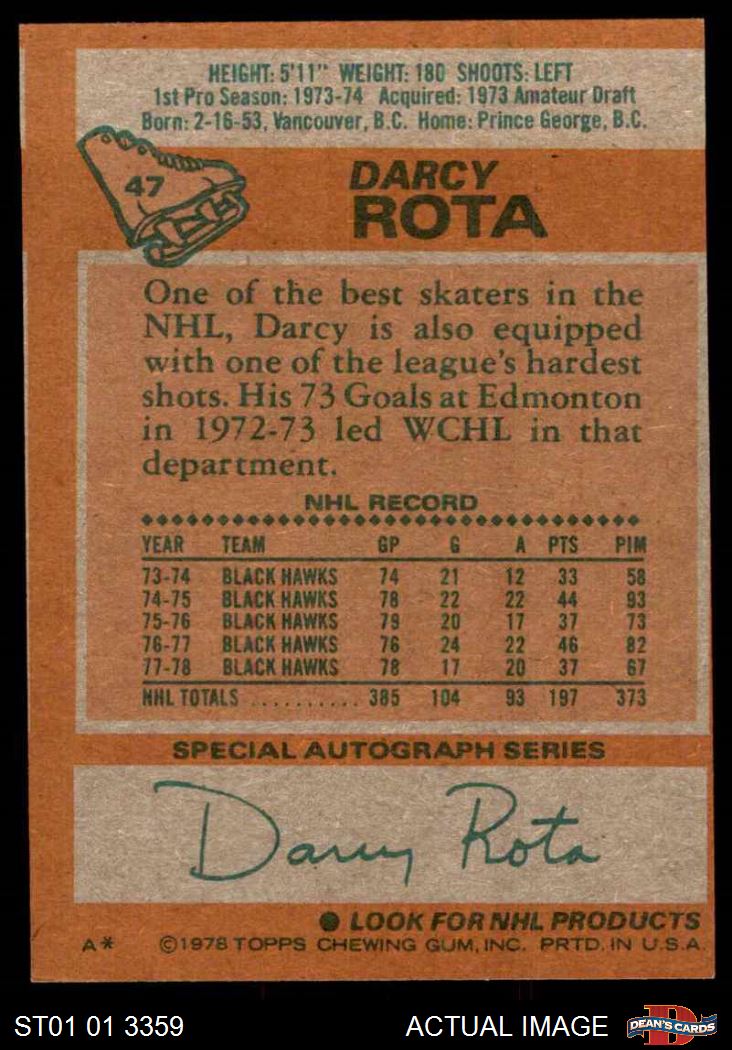 HEIGHT: 5'11" WEIGHT: 180 SHOOTS: LEFT
1st Pro Season: 1973-74 Acquired: 1973 Amateur Draft
Born: 2-16-53, Vancouver, B.C. Home: Prince George, B.C.
47
DARCY
ROTA
One of the best skaters in the
NHL, Darcy is also equipped
with one of the league's hardest
shots. His 73 Goals at Edmonton
in 1972-73 led WCHL in that
department.
NHL RECORD
YEAR TEAM GP G A PTS PIM
73-74 BLACK HAWKS 74 21 12 33 58
74-75 BLACK HAWKS 78 22 22 44 93
75-76 BLACK HAWKS 79 20 17 37 73
76-77 BLACK HAWKS 76 24 22 46 82
77-78 BLACK HAWKS 78 17 20 37 67
NHL TOTALS .......... 385 104 93 197 373
SPECIAL AUTOGRAPH SERIES
Darcy Rota
● LOOK FOR NHL PRODUCTS
A* ©1978 TOPPS CHEWING GUM, INC. PRTD. IN U.S.A.
ST01 01 3359 ACTUAL IMAGE D DEAN'S CARDS